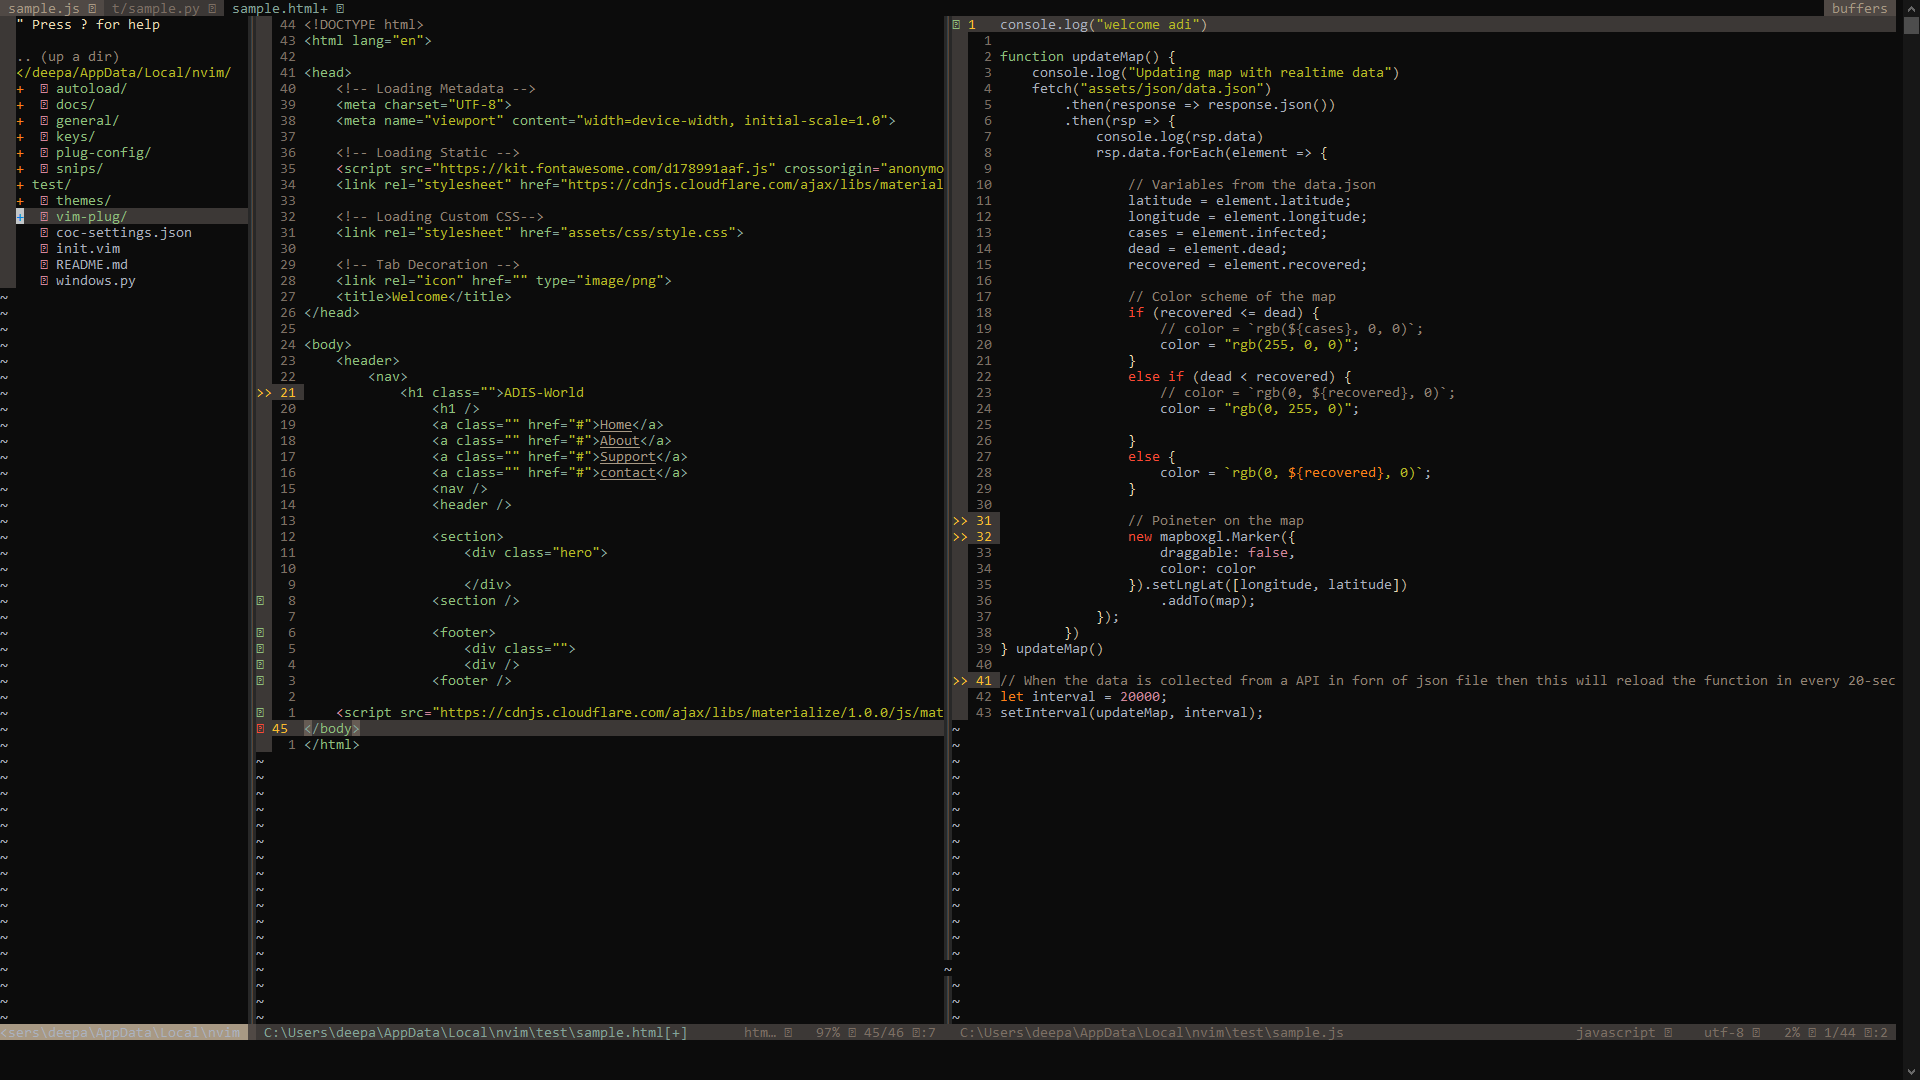 sample.js t/sample.py sample.html+ buffers
" Press ? for help
.. (up a dir)
</deepa/AppData/Local/nvim/
+ autoload/
+ docs/
+ general/
+ keys/
+ plug-config/
+ snips/
+ test/
+ themes/
+ vim-plug/
coc-settings.json
init.vim
README.md
windows.py
44 <!DOCTYPE html>
43 <html lang="en">
42
41 <head>
40 <!-- Loading Metadata -->
39 <meta charset="UTF-8">
38 <meta name="viewport" content="width=device-width, initial-scale=1.0">
37
36 <!-- Loading Static -->
35 <script src="https://kit.fontawesome.com/d178991aaf.js" crossorigin="anonymo
34 <link rel="stylesheet" href="https://cdnjs.cloudflare.com/ajax/libs/material
33
32 <!-- Loading Custom CSS-->
31 <link rel="stylesheet" href="assets/css/style.css">
30
29 <!-- Tab Decoration -->
28 <link rel="icon" href="" type="image/png">
27 <title>Welcome</title>
26 </head>
25
24 <body>
23 <header>
22 <nav>
>> 21 <h1 class="">ADIS-World
20 <h1 />
19 <a class="" href="#">Home</a>
18 <a class="" href="#">About</a>
17 <a class="" href="#">Support</a>
16 <a class="" href="#">contact</a>
15 <nav />
14 <header />
13
12 <section>
11 <div class="hero">
10
9 </div>
8 <section />
7
6 <footer>
5 <div class="">
4 <div />
3 <footer />
2
1 <script src="https://cdnjs.cloudflare.com/ajax/libs/materialize/1.0.0/js/mat
45 </body>
1 </html>
1 console.log("welcome adi")
1
2 function updateMap() {
3 console.log("Updating map with realtime data")
4 fetch("assets/json/data.json")
5 .then(response => response.json())
6 .then(rsp => {
7 console.log(rsp.data)
8 rsp.data.forEach(element => {
9
10 // Variables from the data.json
11 latitude = element.latitude;
12 longitude = element.longitude;
13 cases = element.infected;
14 dead = element.dead;
15 recovered = element.recovered;
16
17 // Color scheme of the map
18 if (recovered <= dead) {
19 // color = `rgb(${cases}, 0, 0)`;
20 color = "rgb(255, 0, 0)";
21 }
22 else if (dead < recovered) {
23 // color = `rgb(0, ${recovered}, 0)`;
24 color = "rgb(0, 255, 0)";
25
26 }
27 else {
28 color = `rgb(0, ${recovered}, 0)`;
29 }
30
>> 31 // Poineter on the map
>> 32 new mapboxgl.Marker({
33 draggable: false,
34 color: color
35 }).setLngLat([longitude, latitude])
36 .addTo(map);
37 });
38 })
39 } updateMap()
40
>> 41 // When the data is collected from a API in forn of json file then this will reload the function in every 20-sec
42 let interval = 20000;
43 setInterval(updateMap, interval);
<sers\deepa\AppData\Local\nvim C:\Users\deepa\AppData\Local\nvim\test\sample.html[+] htm… 97% 45/46 :7 C:\Users\deepa\AppData\Local\nvim\test\sample.js javascript utf-8 2% 1/44 :2